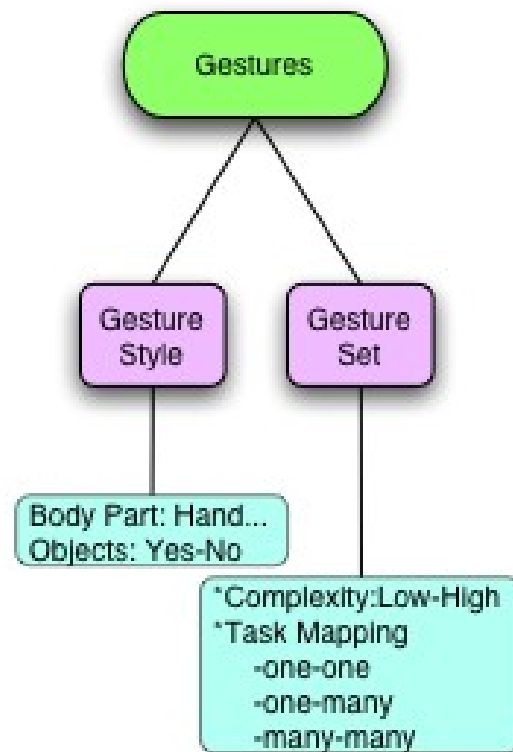 Gestures
Gesture
Style
Gesture
Set
Body Part: Hand...
Objects: Yes-No
*Complexity:Low-High
*Task Mapping
-one-one
-one-many
-many-many